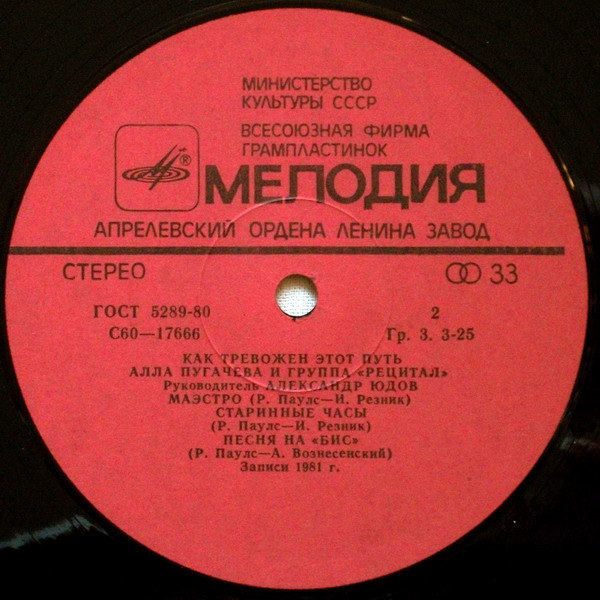 МИНИСТЕРСТВО
КУЛЬТУРЫ СССР
ВСЕСОЮЗНАЯ ФИРМА
ГРАМПЛАСТИНОК
®
МЕЛОДИЯ
АПРЕЛЕВСКИЙ ОРДЕНА ЛЕНИНА ЗАВОД
СТЕРЕО 33
ГОСТ 5289-80 2
С60—17666 Гр. 3. 3-25
КАК ТРЕВОЖЕН ЭТОТ ПУТЬ
АЛЛА ПУГАЧЕВА И ГРУППА «РЕЦИТАЛ»
Руководитель АЛЕКСАНДР ЮДОВ
МАЭСТРО (Р. Паулс—И. Резник)
СТАРИННЫЕ ЧАСЫ
(Р. Паулс—И. Резник)
ПЕСНЯ НА «БИС»
(Р. Паулс—А. Вознесенский)
Записи 1981 г.